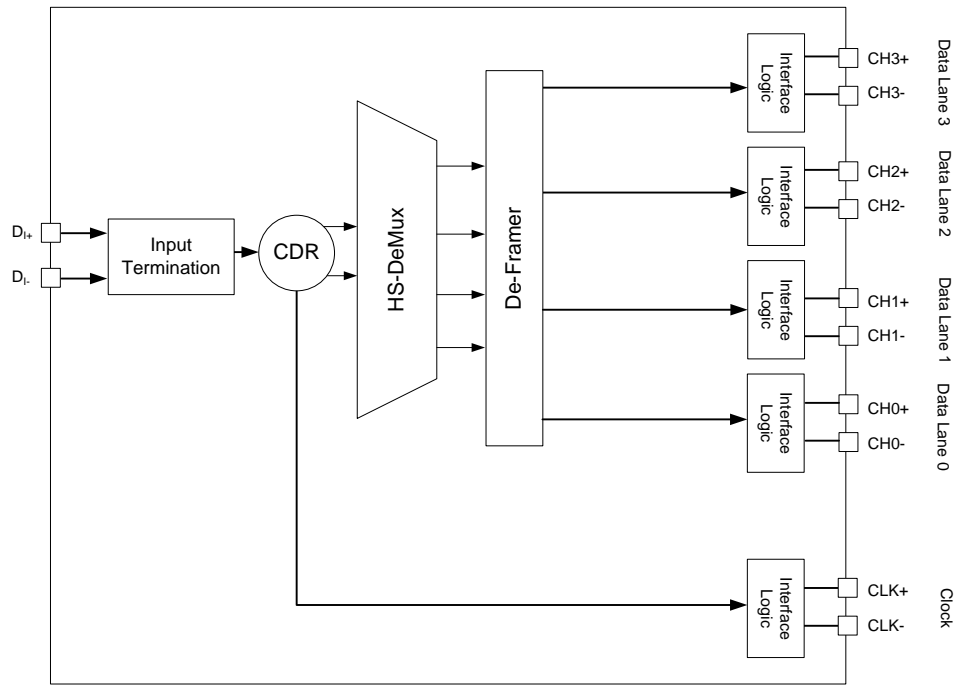 D I+
D I-
Input
Termination
CDR
HS-DeMux
De-Framer
Interface
Logic
CH3+
CH3-
Data Lane 3
Interface
Logic
CH2+
CH2-
Data Lane 2
Interface
Logic
CH1+
CH1-
Data Lane 1
Interface
Logic
CH0+
CH0-
Data Lane 0
Interface
Logic
CLK+
CLK-
Clock